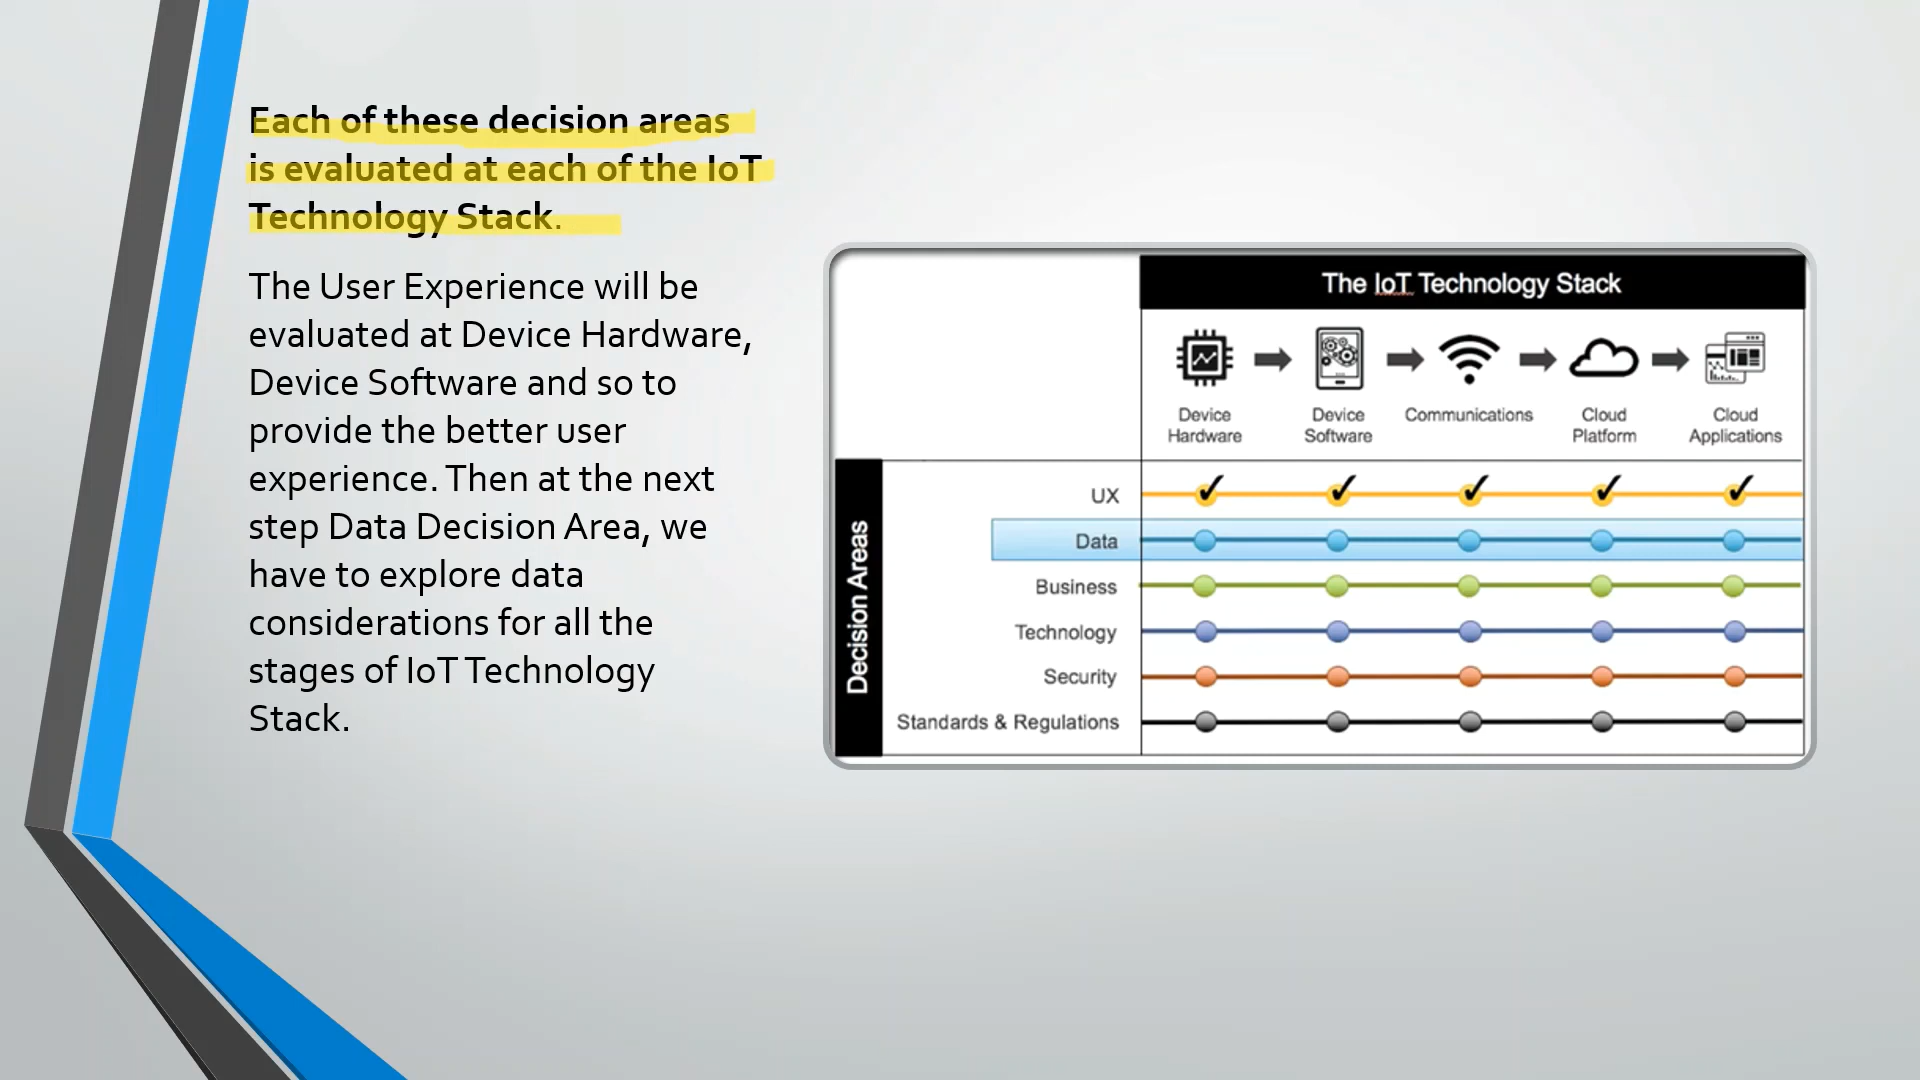 Each of these decision areas
is evaluated at each of the IoT
Technology Stack.
The User Experience will be
evaluated at Device Hardware,
Device Software and so to
provide the better user
experience. Then at the next
step Data Decision Area, we
have to explore data
considerations for all the
stages of IoT Technology
Stack.
The IoT Technology Stack
Device
Hardware
Device
Software
Communications
Cloud
Platform
Cloud
Applications
Decision Areas
UX
Data
Business
Technology
Security
Standards & Regulations